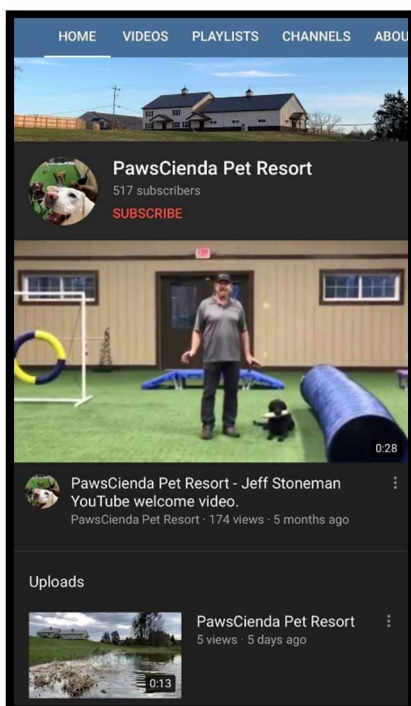 HOME VIDEOS PLAYLISTS CHANNELS ABOU
PawsCienda Pet Resort
517 subscribers
SUBSCRIBE
0:28
PawsCienda Pet Resort - Jeff Stoneman
YouTube welcome video.
PawsCienda Pet Resort · 174 views · 5 months ago
Uploads
PawsCienda Pet Resort
5 views · 5 days ago
0:13